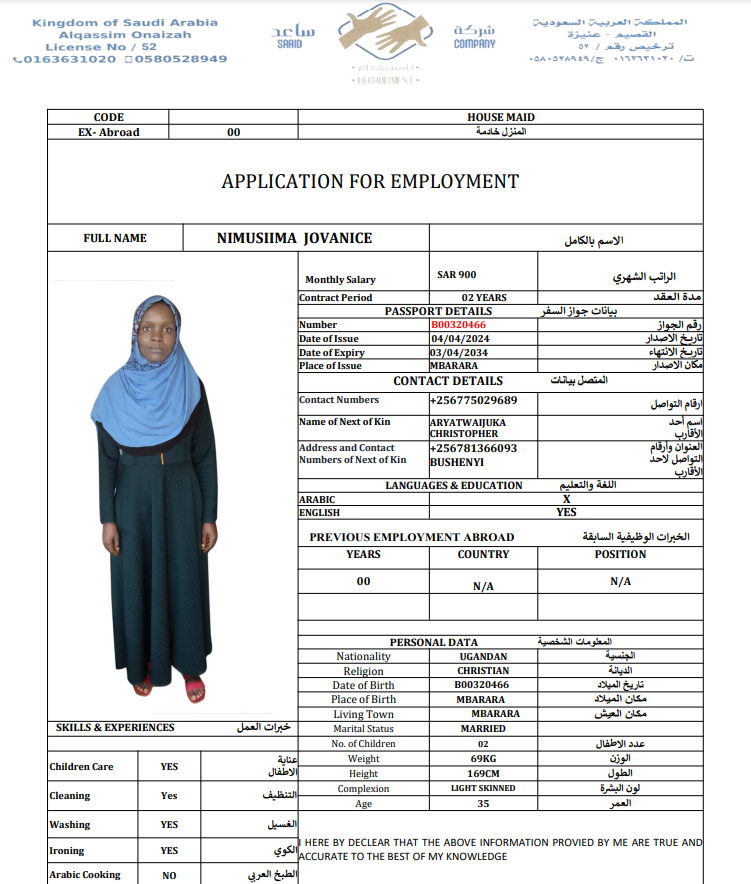 Kingdom of Saudi Arabia
Alqassim Onaizah
License No / 52
0163631020 0580528949
ساعد
SAAID
شركة
COMPANY
للاستقدام
RECRUITMENT
المملكة العربية السعودية
القصيم - عنيزة
ترخيص رقم / ٥٢
ت/ ٠١٦٣٦٣١٠٢٠ ج/ ٠٥٨٠٥٢٨٩٤٩
CODE HOUSE MAID
EX- Abroad 00 المنزل خادمة
APPLICATION FOR EMPLOYMENT
FULL NAME NIMUSIIMA JOVANICE الاسم بالكامل
Monthly Salary SAR 900 الراتب الشهري
Contract Period 02 YEARS مدة العقد
PASSPORT DETAILS بيانات جواز السفر
Number B00320466 رقم الجواز
Date of Issue 04/04/2024 تاريخ الاصدار
Date of Expiry 03/04/2034 تاريخ الانتهاء
Place of Issue MBARARA مكان الاصدار
CONTACT DETAILS المتصل بيانات
Contact Numbers +256775029689 ارقام التواصل
Name of Next of Kin ARYATWAIJUKA CHRISTOPHER اسم أحد الأقارب
Address and Contact Numbers of Next of Kin +256781366093 BUSHENYI العنوان وأرقام التواصل لاحد الأقارب
LANGUAGES & EDUCATION اللغة والتعليم
ARABIC X
ENGLISH YES
PREVIOUS EMPLOYMENT ABROAD الخبرات الوظيفية السابقة
YEARS COUNTRY POSITION
00 N/A N/A
PERSONAL DATA المعلومات الشخصية
Nationality UGANDAN الجنسية
Religion CHRISTIAN الديانة
Date of Birth B00320466 تاريخ الميلاد
Place of Birth MBARARA مكان الميلاد
Living Town MBARARA مكان العيش
Marital Status MARRIED
No. of Children 02 عدد الاطفال
Weight 69KG الوزن
Height 169CM الطول
Complexion LIGHT SKINNED لون البشرة
Age 35 العمر
SKILLS & EXPERIENCES خبرات العمل
Children Care YES عناية الاطفال
Cleaning Yes التنظيف
Washing YES الغسيل
Ironing YES الكوي
Arabic Cooking NO الطبخ العربي
I HERE BY DECLEAR THAT THE ABOVE INFORMATION PROVIED BY ME ARE TRUE AND
ACCURATE TO THE BEST OF MY KNOWLEDGE